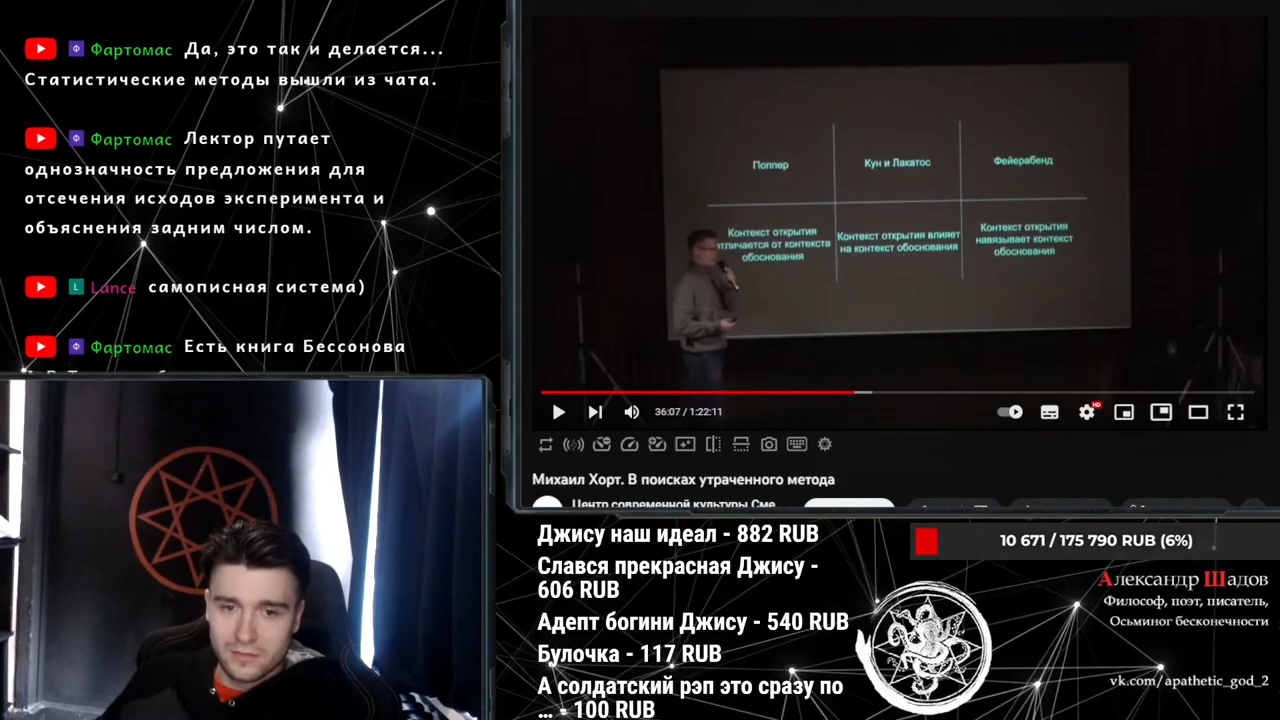 Фартомас Да, это так и делается...
Статистические методы вышли из чата.
Фартомас Лектор путает
однозначность предложения для
отсечения исходов эксперимента и
объяснения задним числом.
Lance самописная система)
Фартомас Есть книга Бессонова
Поппер
Кун и Лакатос
Фейерабенд
Контекст открытия
отличается от контекста
обоснования
Контекст открытия влияет
на контекст обоснования
Контекст открытия
навязывает контекст
обоснования
36:07 / 1:22:11
HD
Михаил Хорт. В поисках утраченного метода
Центр современной культуры Сме
Джису наш идеал - 882 RUB
Слався прекрасная Джису -
606 RUB
Адепт богини Джису - 540 RUB
Булочка - 117 RUB
А солдатский рэп это сразу по
... - 100 RUB
10 671 / 175 790 RUB (6%)
Александр Шадов
Философ, поэт, писатель,
Осьминог бесконечности
vk.com/apathetic_god_2